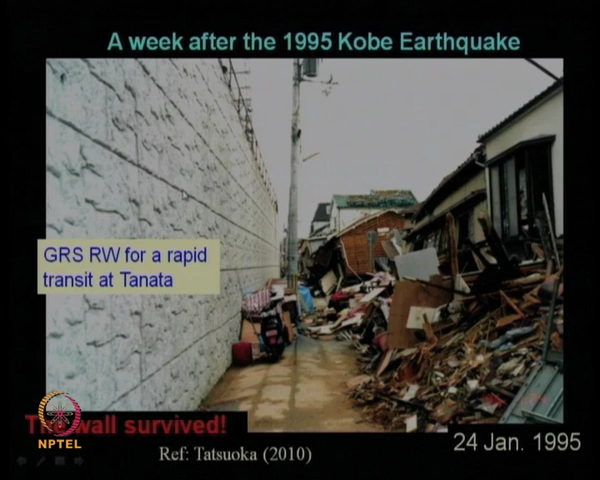 A week after the 1995 Kobe Earthquake
GRS RW for a rapid
transit at Tanata
The wall survived!
NPTEL
24 Jan. 1995
Ref: Tatsuoka (2010)